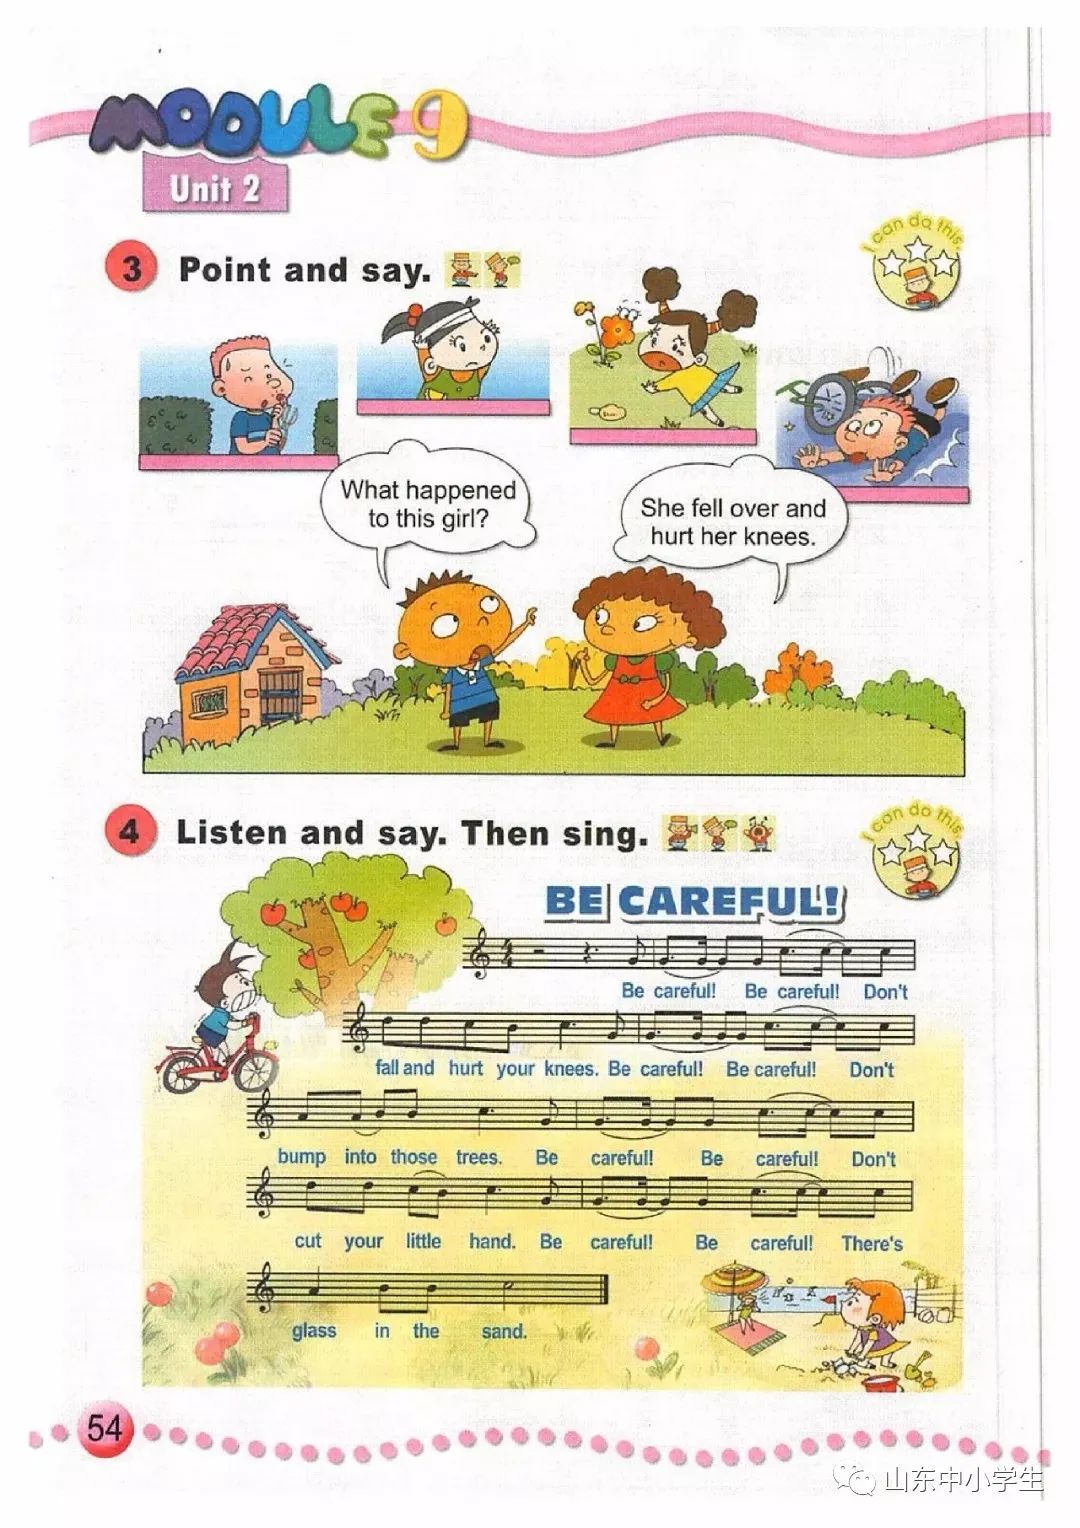 MODULE 9
Unit 2
I can do this.
3 Point and say.
What happened
to this girl?
She fell over and
hurt her knees.
I can do this.
4 Listen and say. Then sing.
BE CAREFUL!
Be careful! Be careful! Don't
fall and hurt your knees. Be careful! Be careful! Don't
bump into those trees. Be careful! Be careful! Don't
cut your little hand. Be careful! Be careful! There's
glass in the sand.
54
山东中小学生